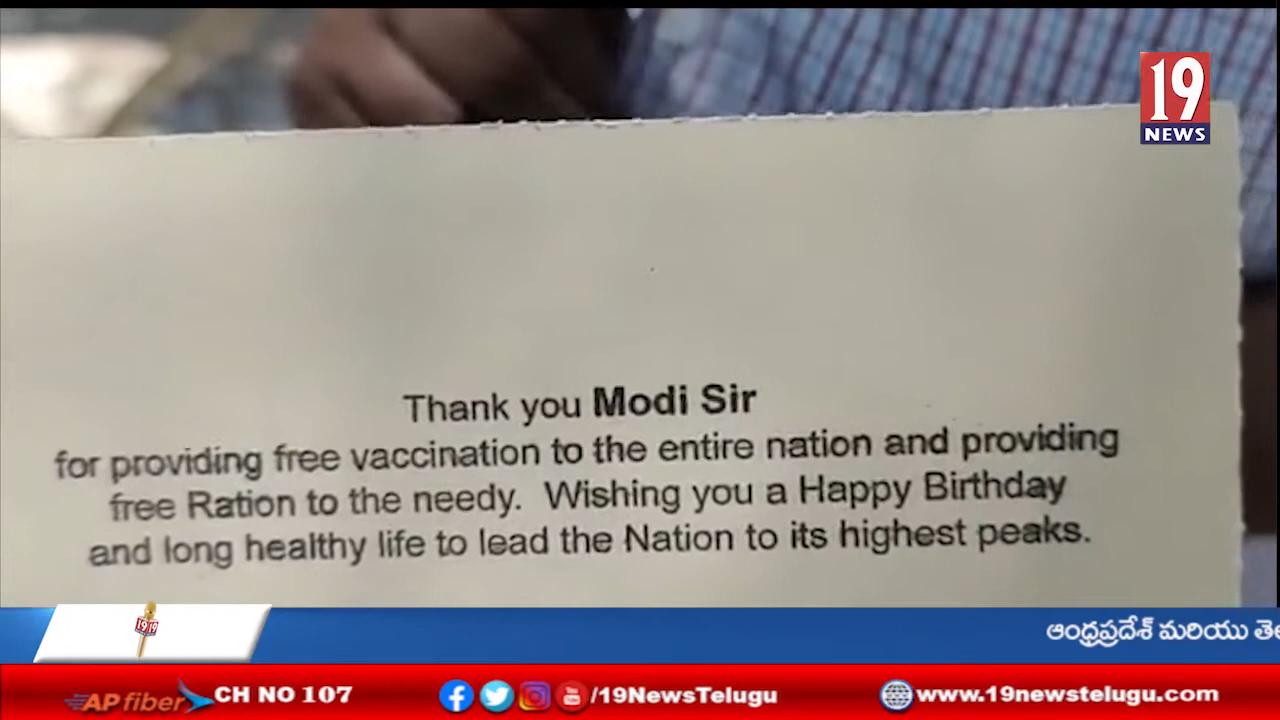 19
NEWS
Thank you Modi Sir
for providing free vaccination to the entire nation and providing
free Ration to the needy. Wishing you a Happy Birthday
and long healthy life to lead the Nation to its highest peaks.
19 19
ఆంధ్రప్రదేశ్ మరియు
AP fiber CH NO 107 /19NewsTelugu www.19newstelugu.com